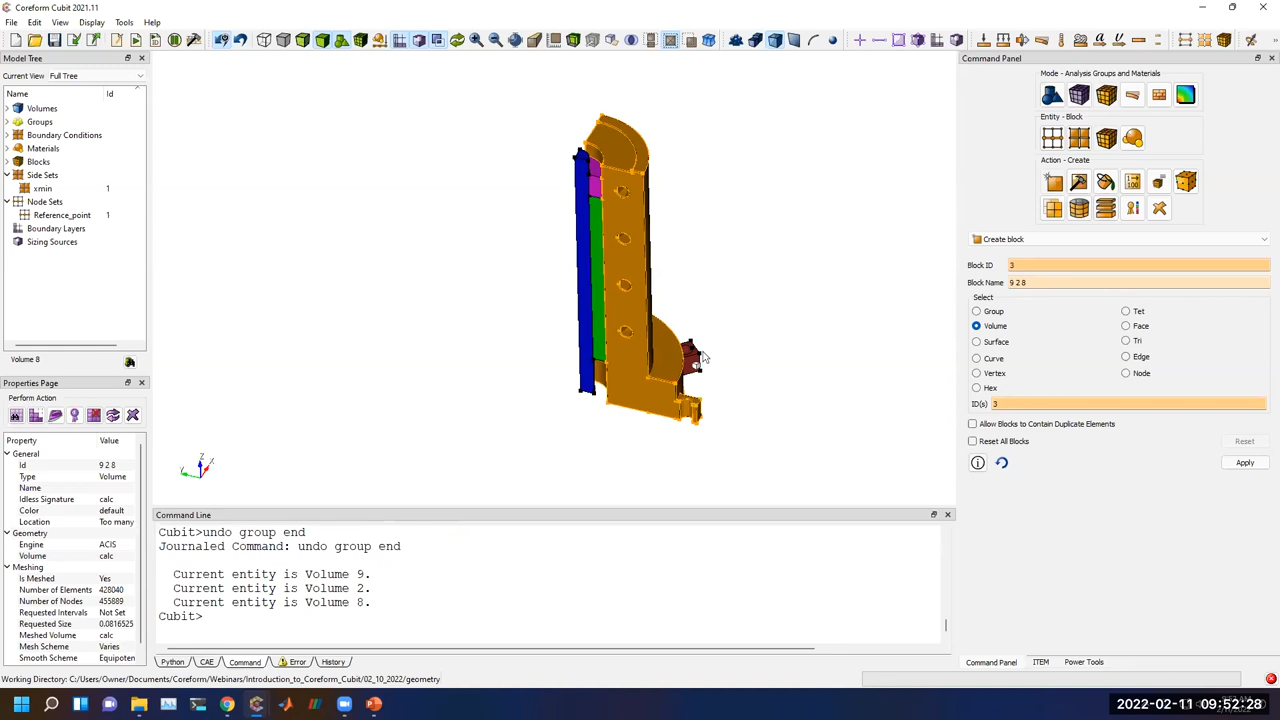 Coreform Cubit 2021.11
File Edit View Display Tools Help
Model Tree
Current View Full Tree
Name Id
Volumes
Groups
Boundary Conditions
Materials
Blocks
Side Sets
xmin 1
Node Sets
Reference_point 1
Boundary Layers
Sizing Sources
Volume 8
Properties Page
Perform Action
Property Value
General
Id 9 2 8
Type Volume
Name
Idless Signature calc
Color default
Location Too many
Geometry
Engine ACIS
Volume calc
Meshing
Is Meshed Yes
Number of Elements 428040
Number of Nodes 455889
Requested Intervals Not Set
Requested Size 0.0816525
Meshed Volume calc
Mesh Scheme Varies
Smooth Scheme Equipoten
Z
Y X
Command Line
Cubit>undo group end
Journaled Command: undo group end
Current entity is Volume 9.
Current entity is Volume 2.
Current entity is Volume 8.
Cubit>
Python CAE Command Error History
Command Panel
Mode - Analysis Groups and Materials
Entity - Block
Action - Create
Create block
Block ID 3
Block Name 9 2 8
Select
Group Tet
Volume Face
Surface Tri
Curve Edge
Vertex Node
Hex
ID(s) 3
Allow Blocks to Contain Duplicate Elements
Reset All Blocks Reset
Apply
Command Panel ITEM Power Tools
Working Directory: C:/Users/Owner/Documents/Coreform/Webinars/Introduction_to_Coreform_Cubit/02_10_2022/geometry
2022-02-11 09:52:28